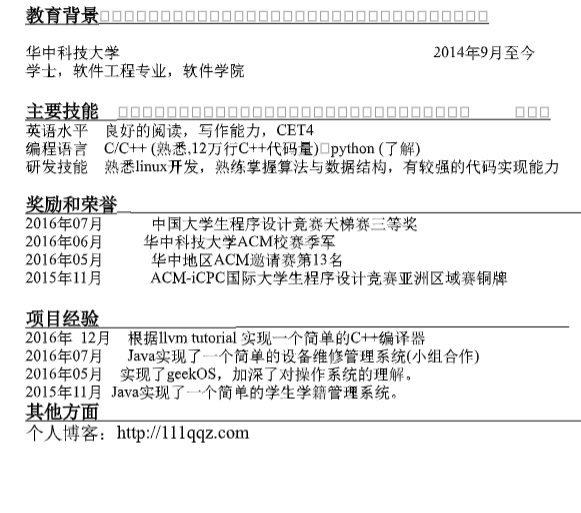 教育背景
华中科技大学 2014年9月至今
学士，软件工程专业，软件学院
主要技能
英语水平 良好的阅读，写作能力，CET4
编程语言 C/C++ (熟悉,12万行C++代码量)□python (了解)
研发技能 熟悉linux开发，熟练掌握算法与数据结构，有较强的代码实现能力
奖励和荣誉
2016年07月 中国大学生程序设计竞赛天梯赛三等奖
2016年06月 华中科技大学ACM校赛季军
2016年05月 华中地区ACM邀请赛第13名
2015年11月 ACM-iCPC国际大学生程序设计竞赛亚洲区域赛铜牌
项目经验
2016年 12月 根据llvm tutorial 实现一个简单的C++编译器
2016年07月 Java实现了一个简单的设备维修管理系统(小组合作)
2016年05月 实现了geekOS，加深了对操作系统的理解。
2015年11月 Java实现了一个简单的学生学籍管理系统。
其他方面
个人博客：http://111qqz.com